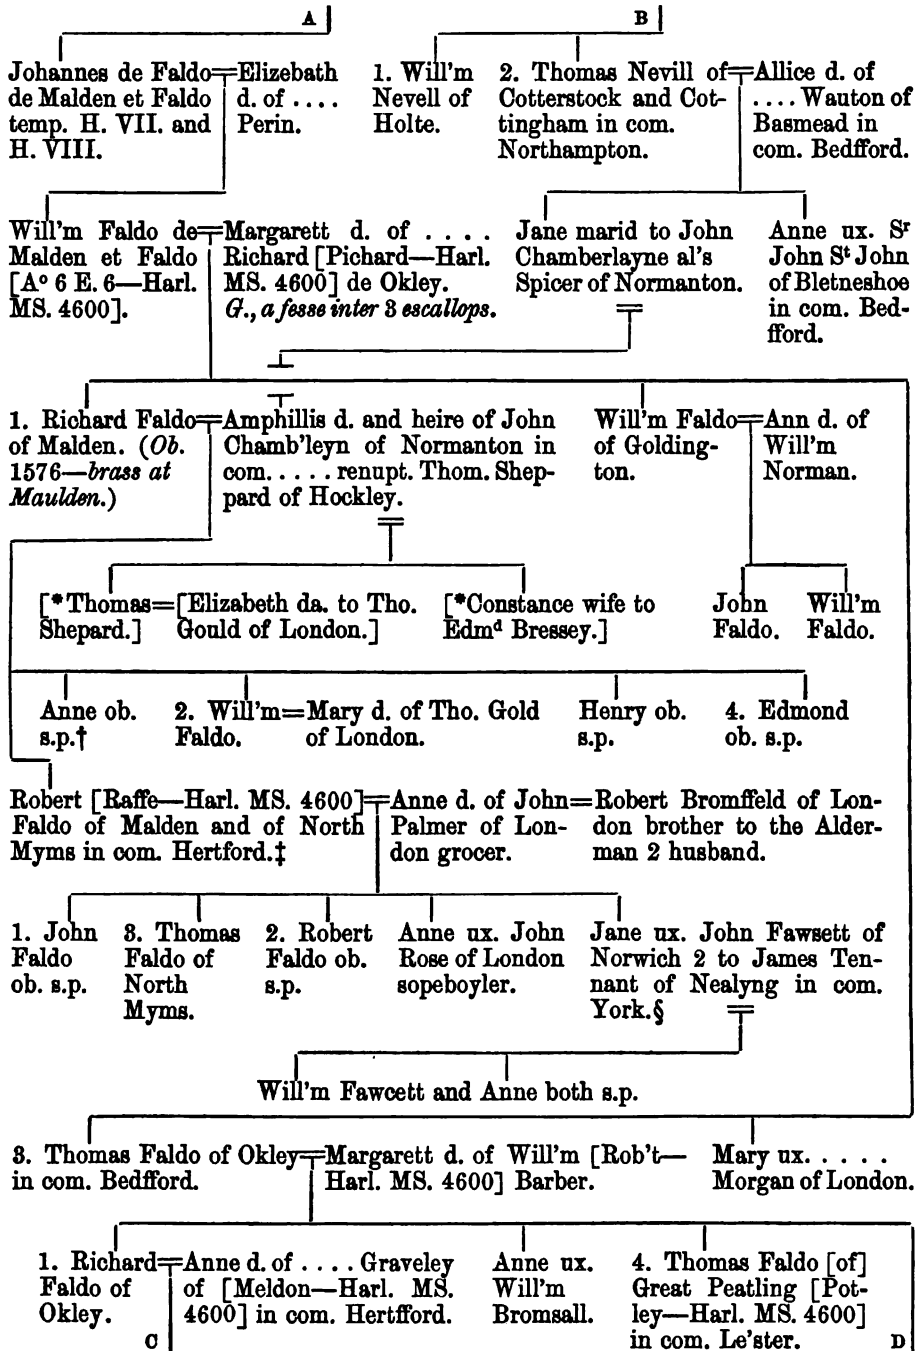 A
B
Johannes de Faldo=Elizebath
de Malden et Faldo d. of ....
temp. H. VII. and Perin.
H. VIII.
1. Will'm
Nevell of
Holte.
2. Thomas Nevill of=Allice d. of
Cotterstock and Cot- .... Wauton of
tingham in com. Basmead in
Northampton. com. Bedfford.
Will'm Faldo de=Margarett d. of ....
Malden et Faldo Richard [Pichard—Harl.
[Aº 6 E. 6—Harl. MS. 4600] de Okley.
MS. 4600]. G., a fesse inter 3 escallops.
Jane marid to John
Chamberlayne al's
Spicer of Normanton.
Anne ux. Sʳ
John Sᵗ John
of Bletneshoe
in com. Bed-
fford.
1. Richard Faldo=Amphillis d. and heire of John
of Malden. (Ob. Chamb'leyn of Normanton in
1576—brass at com..... renupt. Thom. Shep-
Maulden.) pard of Hockley.
Will'm Faldo=Ann d. of
of Golding- Will'm
ton. Norman.
[*Thomas=[Elizabeth da. to Tho.
Shepard.] Gould of London.]
[*Constance wife to
Edmᵈ Bressey.]
John
Faldo.
Will'm
Faldo.
Anne ob.
s.p.†
2. Will'm=Mary d. of Tho. Gold
Faldo. of London.
Henry ob.
s.p.
4. Edmond
ob. s.p.
Robert [Raffe—Harl. MS. 4600]=Anne d. of John=Robert Bromffeld of Lon-
Faldo of Malden and of North Palmer of Lon- don brother to the Alder-
Myms in com. Hertford.‡ don grocer. man 2 husband.
1. John
Faldo
ob. s.p.
3. Thomas
Faldo of
North
Myms.
2. Robert
Faldo ob.
s.p.
Anne ux. John
Rose of London
sopeboyler.
Jane ux. John Fawsett of
Norwich 2 to James Ten-
nant of Nealyng in com.
York.§
Will'm Fawcett and Anne both s.p.
3. Thomas Faldo of Okley=Margarett d. of Will'm [Rob't—
in com. Bedfford. Harl. MS. 4600] Barber.
Mary ux.....
Morgan of London.
1. Richard=Anne d. of .... Graveley
Faldo of of [Meldon—Harl. MS.
Okley. 4600] in com. Hertfford.
C
Anne ux.
Will'm
Bromsall.
4. Thomas Faldo [of]
Great Peatling [Pot-
ley—Harl. MS. 4600]
in com. Le'ster.
D